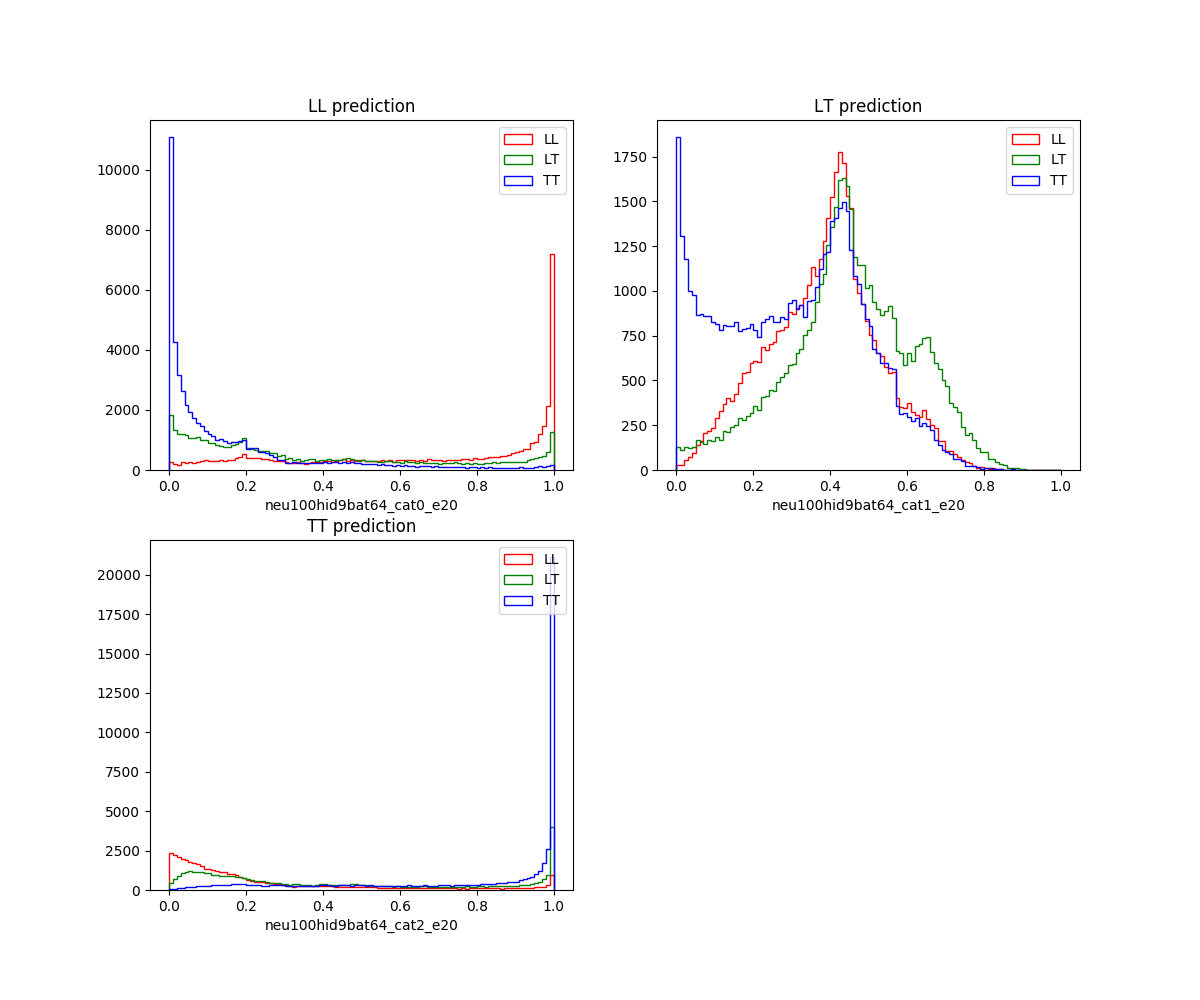 LL prediction
LL
LT
TT
10000
8000
6000
4000
2000
0
0.0 0.2 0.4 0.6 0.8 1.0
neu100hid9bat64_cat0_e20
LT prediction
LL
LT
TT
1750
1500
1250
1000
750
500
250
0
0.0 0.2 0.4 0.6 0.8 1.0
neu100hid9bat64_cat1_e20
TT prediction
LL
LT
TT
20000
17500
15000
12500
10000
7500
5000
2500
0
0.0 0.2 0.4 0.6 0.8 1.0
neu100hid9bat64_cat2_e20